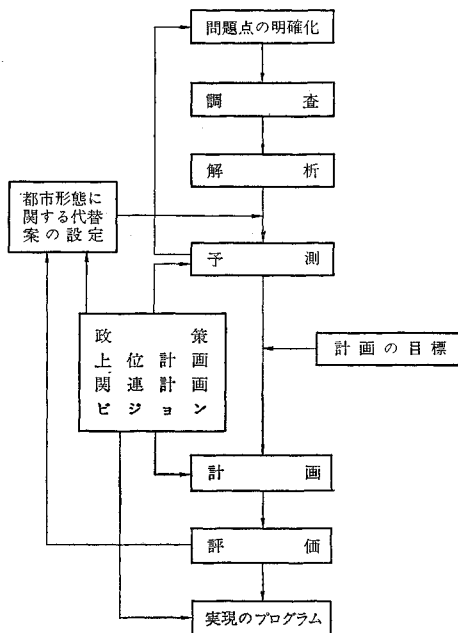 問題点の明確化
調査
解析
都市形態に
関する代替
案の設定
予測
政策
上位計画
関連計画
ビジョン
計画の目標
計画
評価
実現のプログラム